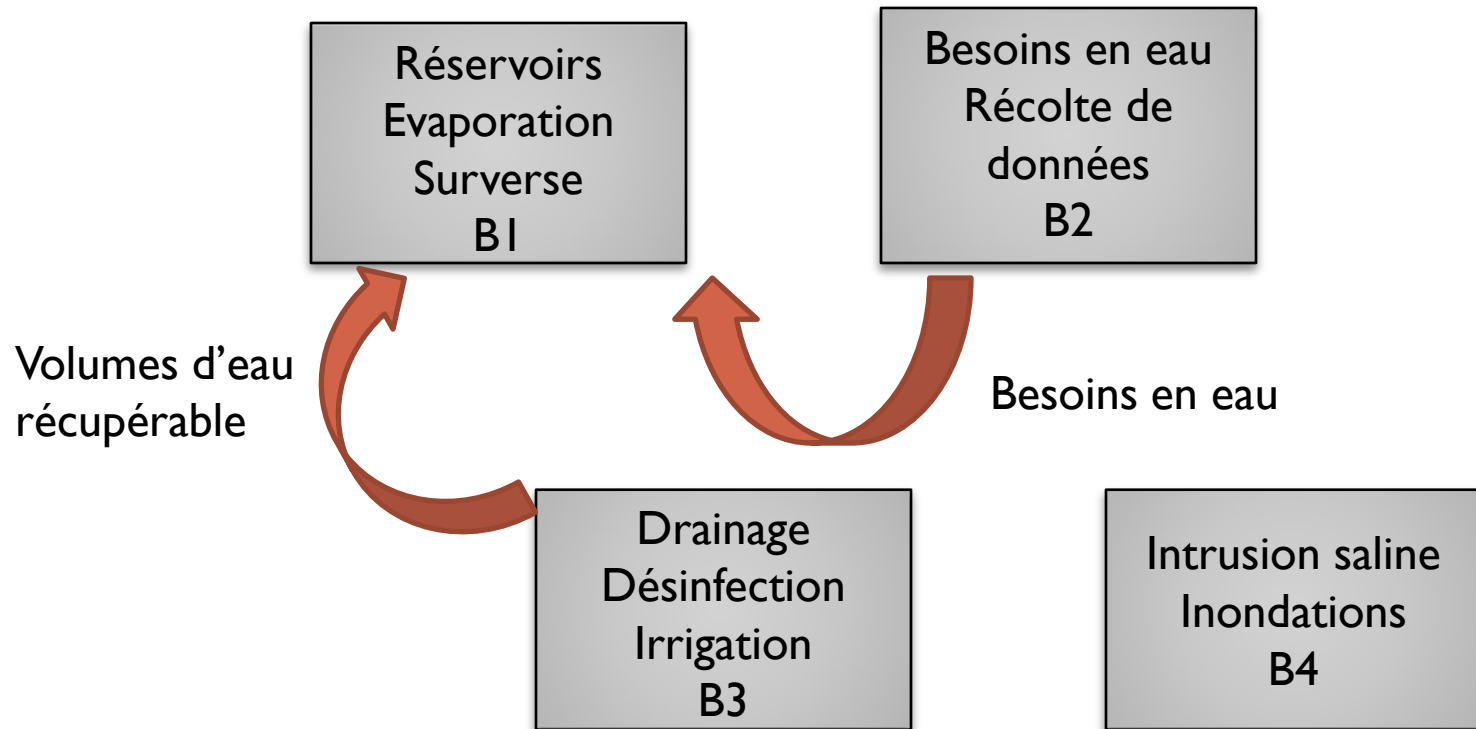 Réservoirs
Evaporation
Surverse
B1
Besoins en eau
Récolte de
données
B2
Volumes d’eau
récupérable
Besoins en eau
Drainage
Désinfection
Irrigation
B3
Intrusion saline
Inondations
B4